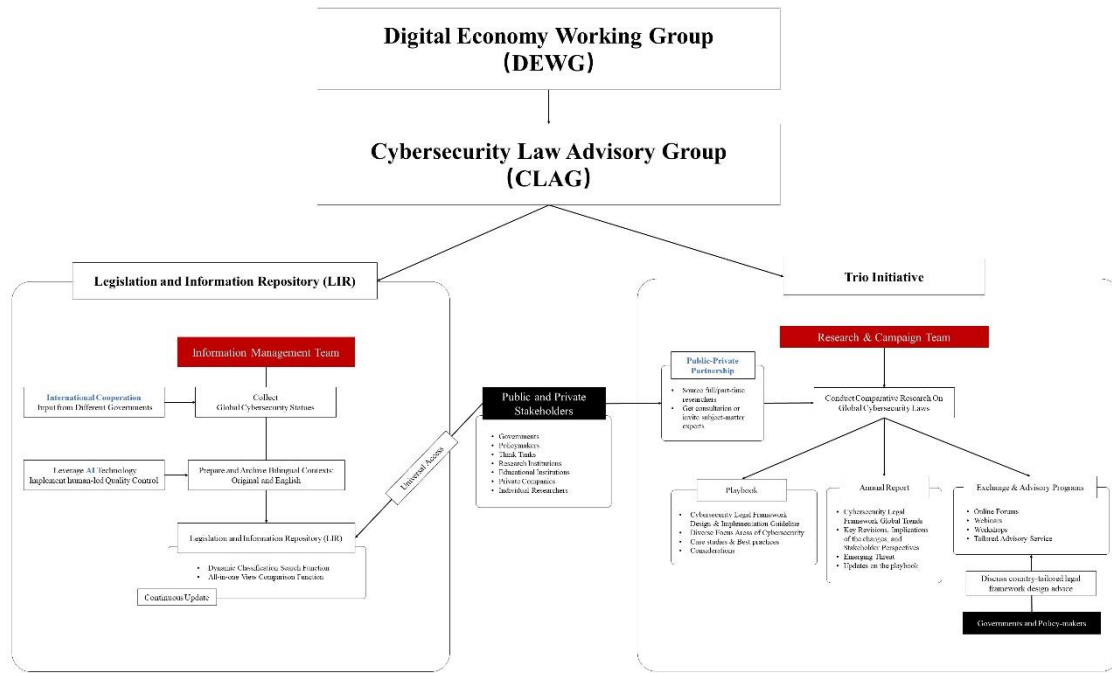 Digital Economy Working Group
(DEWG)
Cybersecurity Law Advisory Group
(CLAG)
Legislation and Information Repository (LIR)
Information Management Team
International Cooperation
Input from Different Governments
Collect
Global Cybersecurity Statues
Leverage AI Technology
Implement human-led Quality Control
Prepare and Archive Bilingual Contexts:
Original and English
Legislation and Information Repository (LIR)
• Dynamic Classification Search Function
• All-in-one View Comparison Function
Continuous Update
Universal Access
Public and Private
Stakeholders
• Governments
• Policymakers
• Think Tanks
• Research Institutions
• Educational Institutions
• Private Companies
• Individual Researchers
Trio Initiative
Research & Campaign Team
Public-Private
Partnership
• Source full/part-time
researchers
• Get consultation or
invite subject-matter
experts
Conduct Comparative Research On
Global Cybersecurity Laws
Playbook
• Cybersecurity Legal Framework
Design & Implementation Guideline
• Diverse Focus Areas of Cybersecurity
• Case studies & Best practices
• Considerations
Annual Report
• Cybersecurity Legal
Framework Global Trends
• Key Revisions, Implications
of the changes, and
Stakeholder Perspectives
• Emerging Threat
• Updates on the playbook
Exchange & Advisory Programs
• Online Forums
• Webinars
• Workshops
• Tailored Advisory Service
Discuss country-tailored legal
framework design advice
Governments and Policy-makers